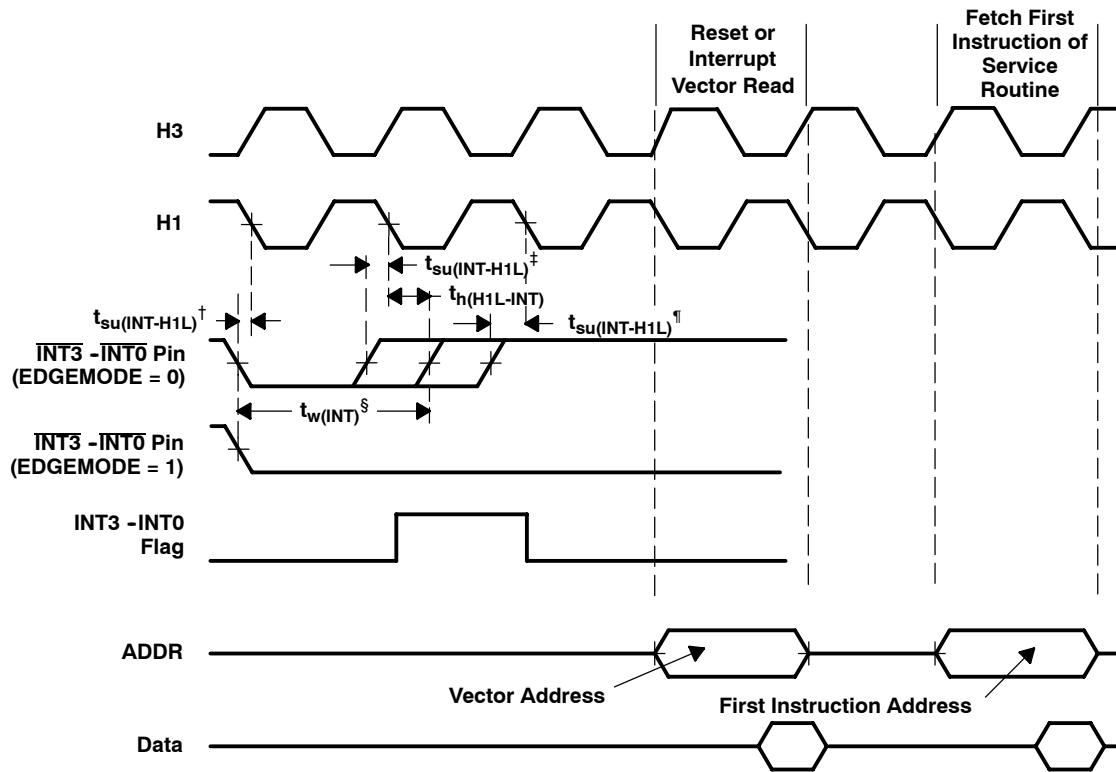 Reset or
Interrupt
Vector Read
Fetch First
Instruction of
Service
Routine
H3
H1
tsu(INT-H1L)‡
th(H1L-INT)
tsu(INT-H1L)†
tsu(INT-H1L)¶
INT3 -INT0 Pin
(EDGEMODE = 0)
tw(INT)§
INT3 -INT0 Pin
(EDGEMODE = 1)
INT3 -INT0
Flag
ADDR
Vector Address
First Instruction Address
Data